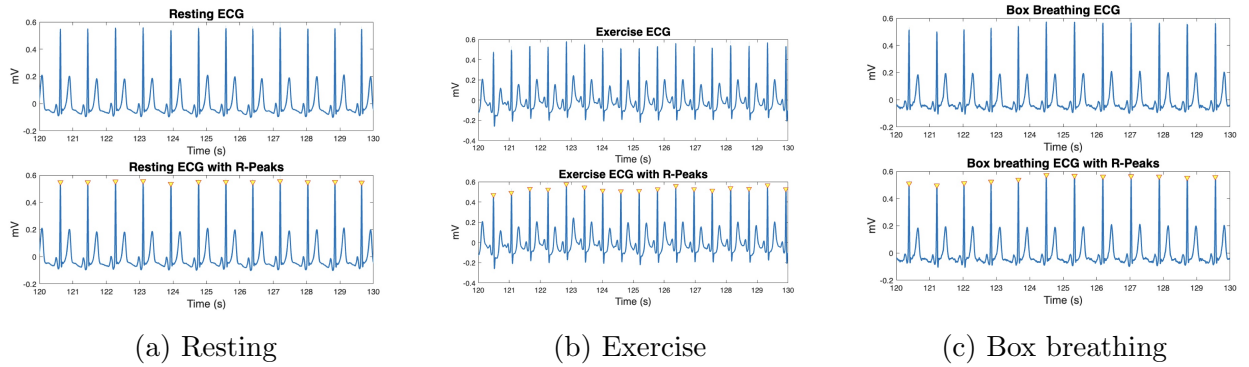 Resting ECG
0.6
0.4
0.2
0
-0.2
mV
120 121 122 123 124 125 126 127 128 129 130
Time (s)
Resting ECG with R-Peaks
0.6
0.4
0.2
0
-0.2
mV
120 121 122 123 124 125 126 127 128 129 130
Time (s)
(a) Resting
Exercise ECG
0.6
0.4
0.2
0
-0.2
-0.4
mV
120 121 122 123 124 125 126 127 128 129 130
Time (s)
Exercise ECG with R-Peaks
0.6
0.4
0.2
0
-0.2
-0.4
mV
120 121 122 123 124 125 126 127 128 129 130
Time (s)
(b) Exercise
Box Breathing ECG
0.6
0.4
0.2
0
-0.2
mV
120 121 122 123 124 125 126 127 128 129 130
Time (s)
Box breathing ECG with R-Peaks
0.6
0.4
0.2
0
-0.2
mV
120 121 122 123 124 125 126 127 128 129 130
Time (s)
(c) Box breathing